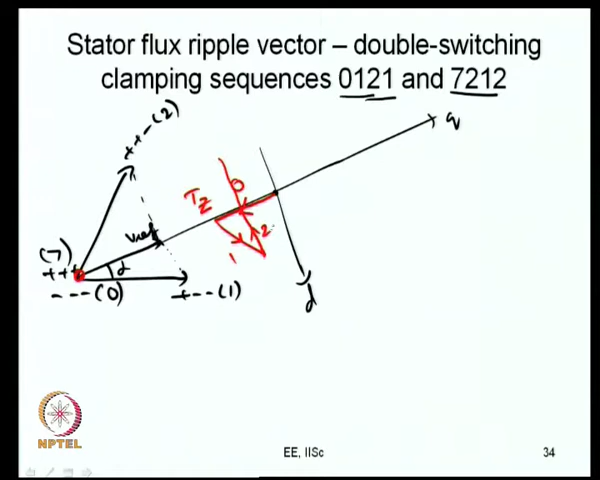 Stator flux ripple vector – double-switching
clamping sequences 0121 and 7212
++-(2)
q
0
TZ
2
1
Vref
(7)
+++
α
---(0)
+--(1)
d
NPTEL
EE, IISc
34